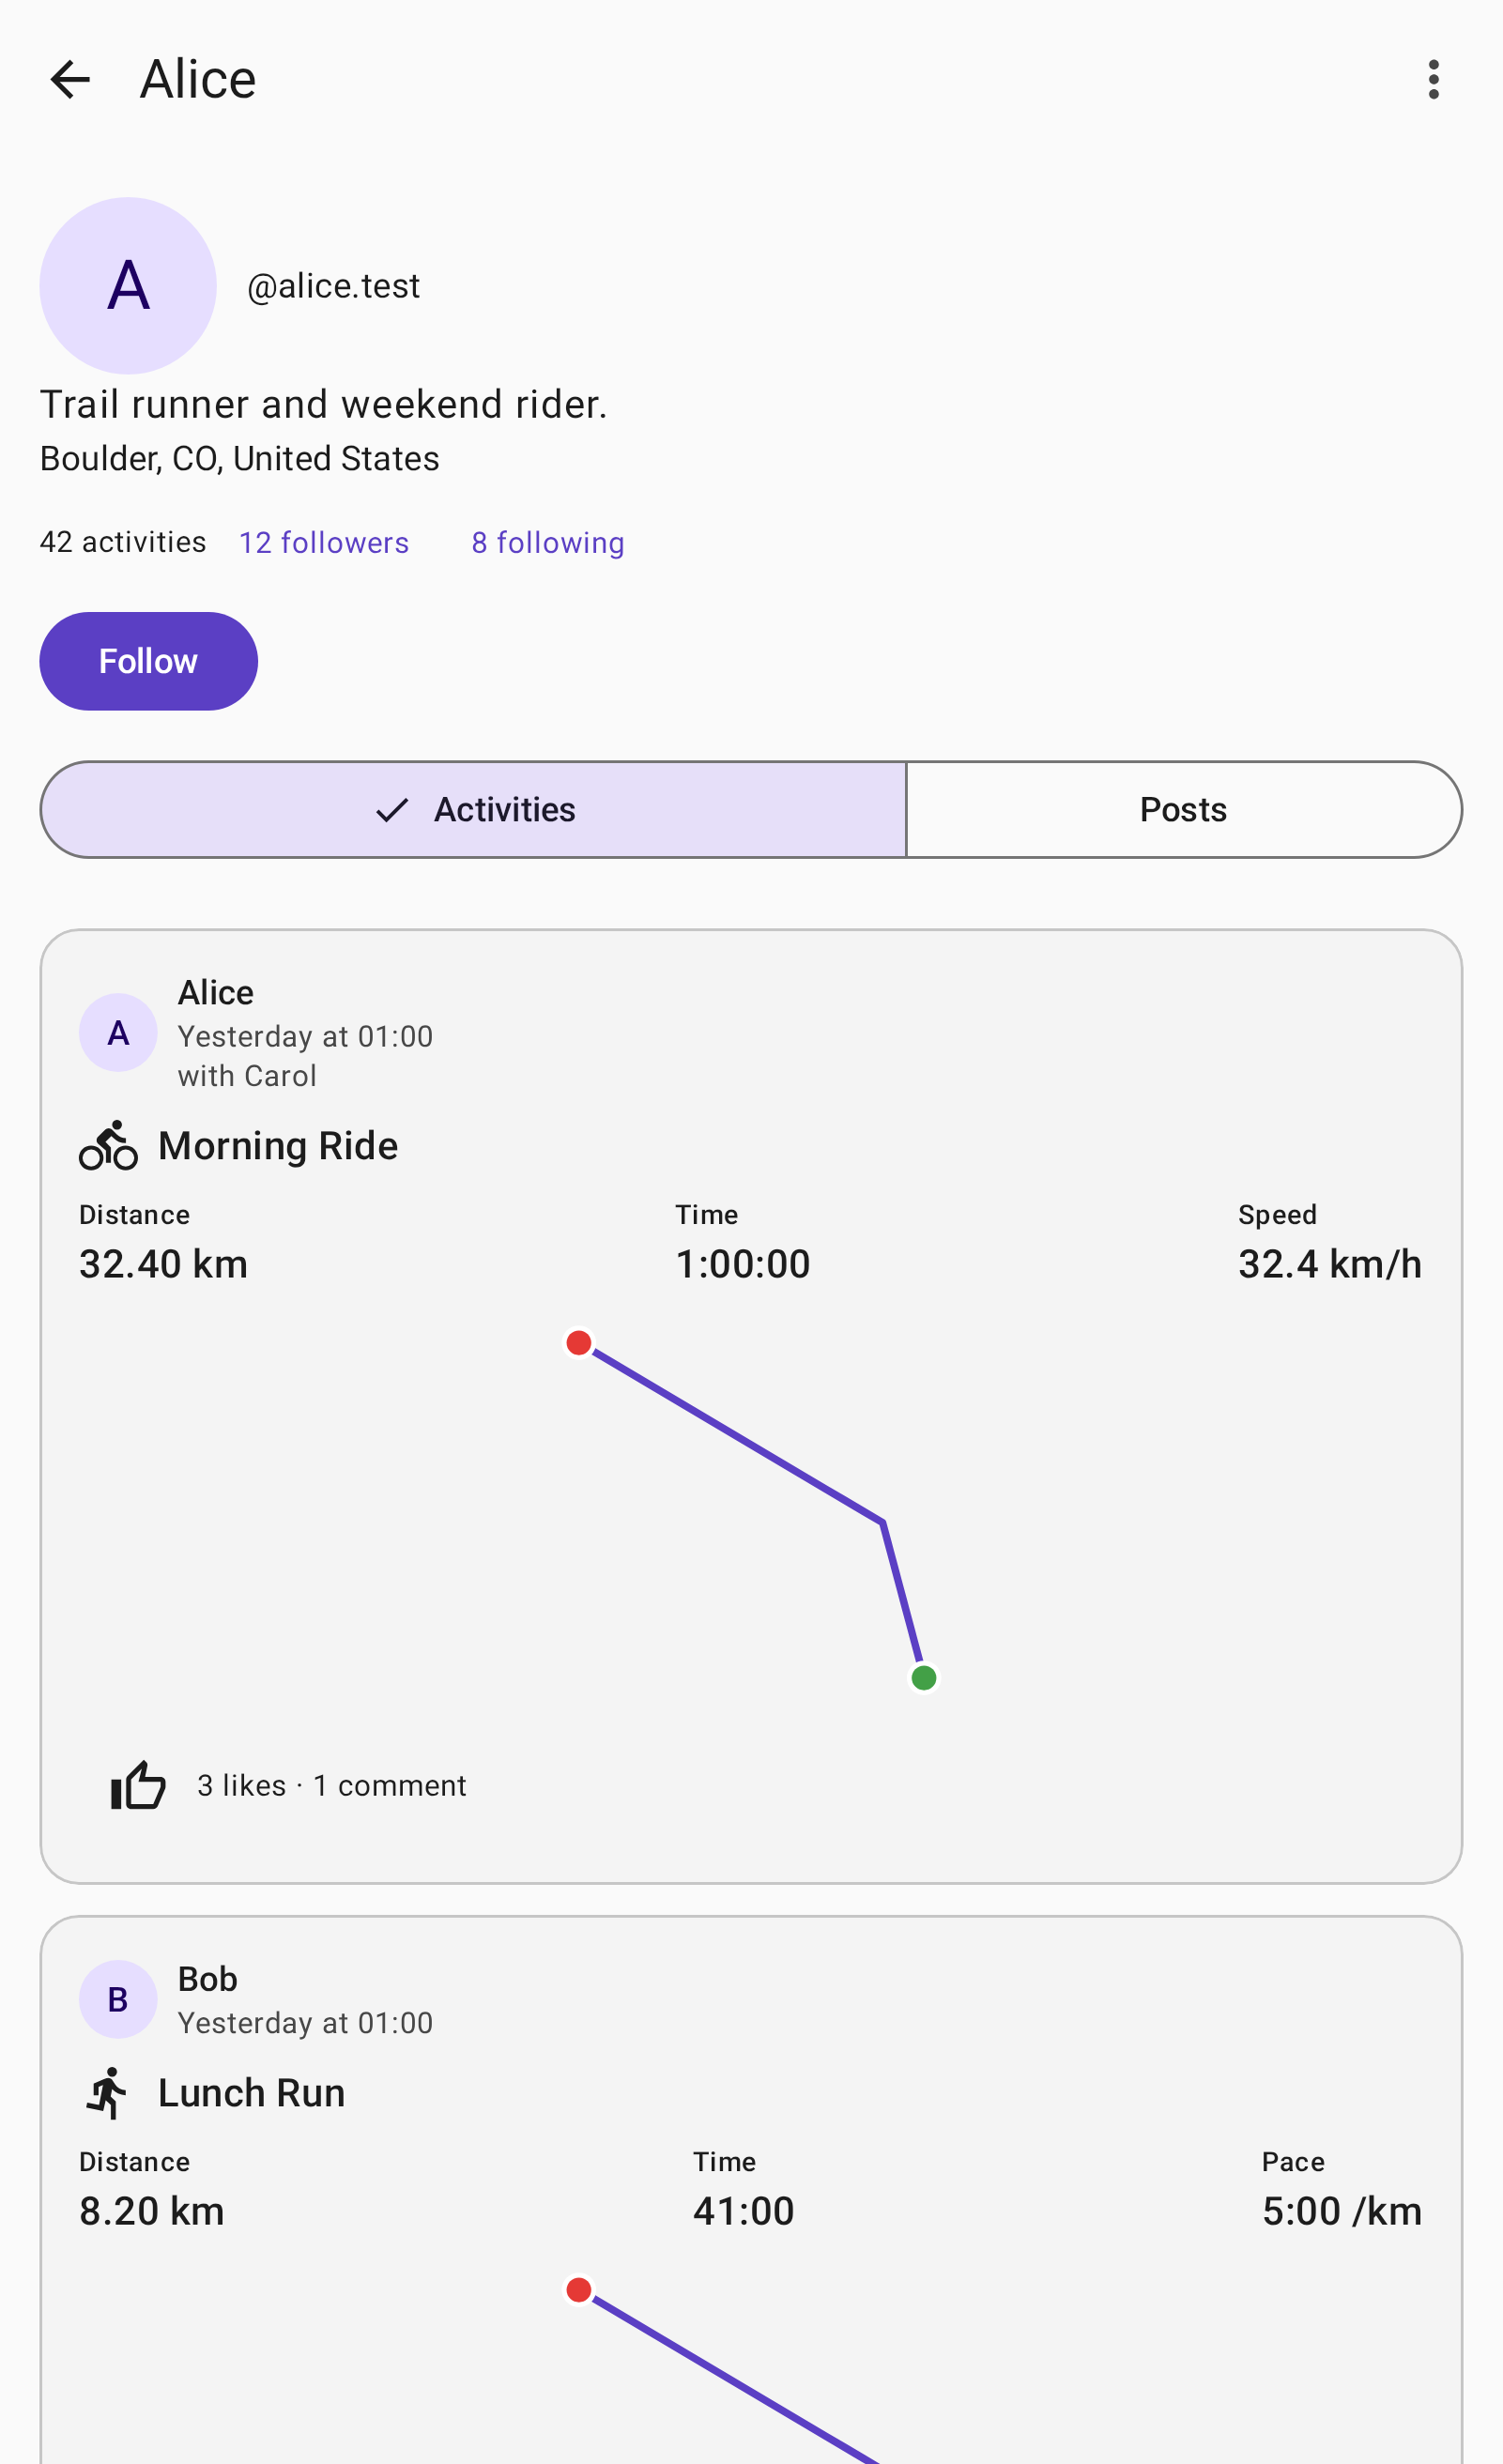 Alice
A
@alice.test
Trail runner and weekend rider.
Boulder, CO, United States
42 activities 12 followers 8 following
Follow
Activities Posts
Alice
A
Yesterday at 01:00
with Carol
Morning Ride
Distance Time Speed
32.40 km 1:00:00 32.4 km/h
3 likes · 1 comment
Bob
B
Yesterday at 01:00
Lunch Run
Distance Time Pace
8.20 km 41:00 5:00 /km